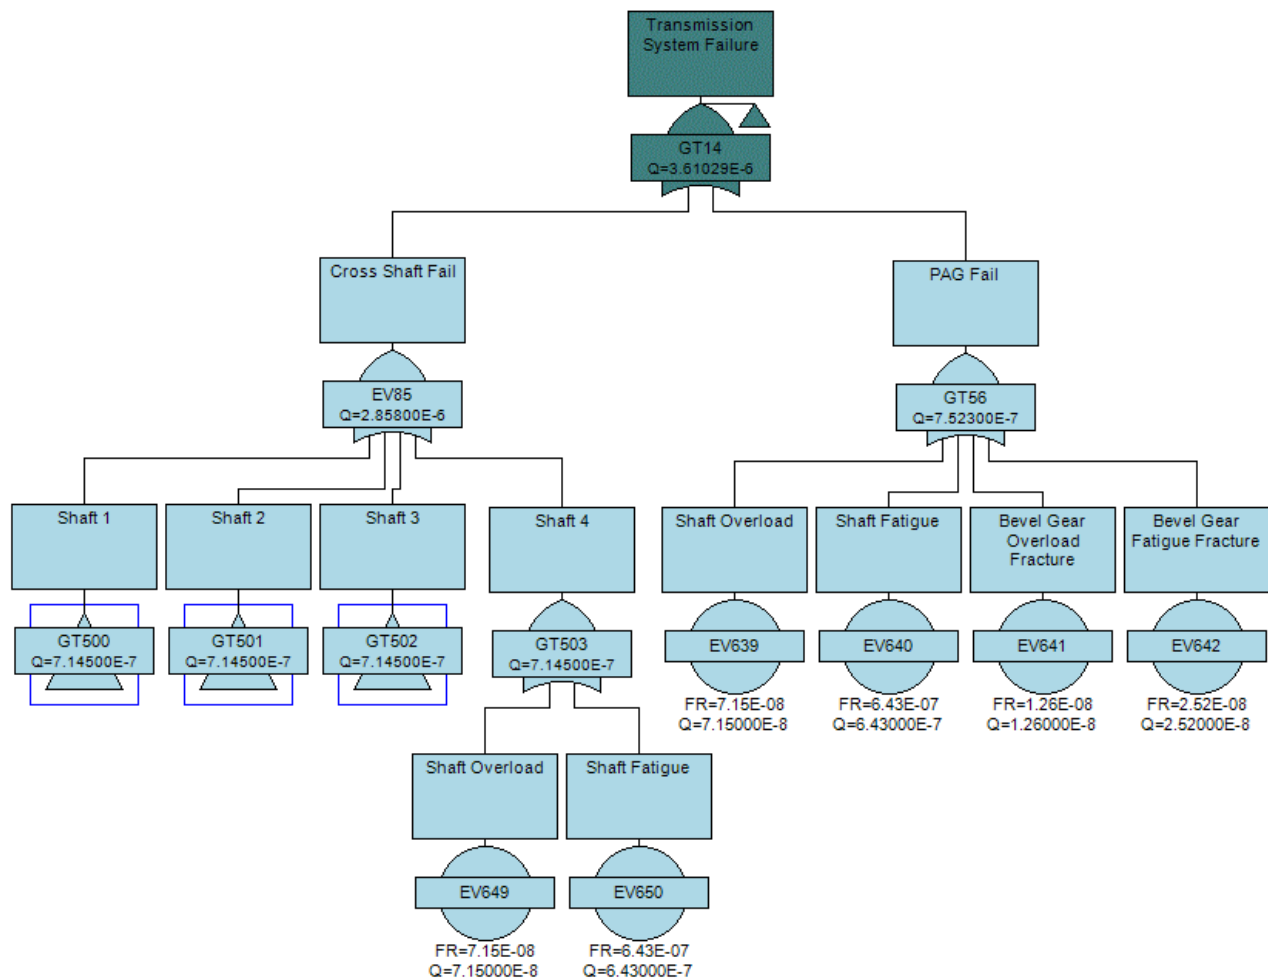 Transmission
System Failure
GT14
Q=3.61029E-6
Cross Shaft Fail
PAG Fail
EV85
Q=2.85800E-6
GT56
Q=7.52300E-7
Shaft 1
Shaft 2
Shaft 3
Shaft 4
Shaft Overload
Shaft Fatigue
Bevel Gear
Overload
Fracture
Bevel Gear
Fatigue Fracture
GT500
Q=7.14500E-7
GT501
Q=7.14500E-7
GT502
Q=7.14500E-7
GT503
Q=7.14500E-7
EV639
FR=7.15E-08
Q=7.15000E-8
EV640
FR=6.43E-07
Q=6.43000E-7
EV641
FR=1.26E-08
Q=1.26000E-8
EV642
FR=2.52E-08
Q=2.52000E-8
Shaft Overload
Shaft Fatigue
EV649
FR=7.15E-08
Q=7.15000E-8
EV650
FR=6.43E-07
Q=6.43000E-7